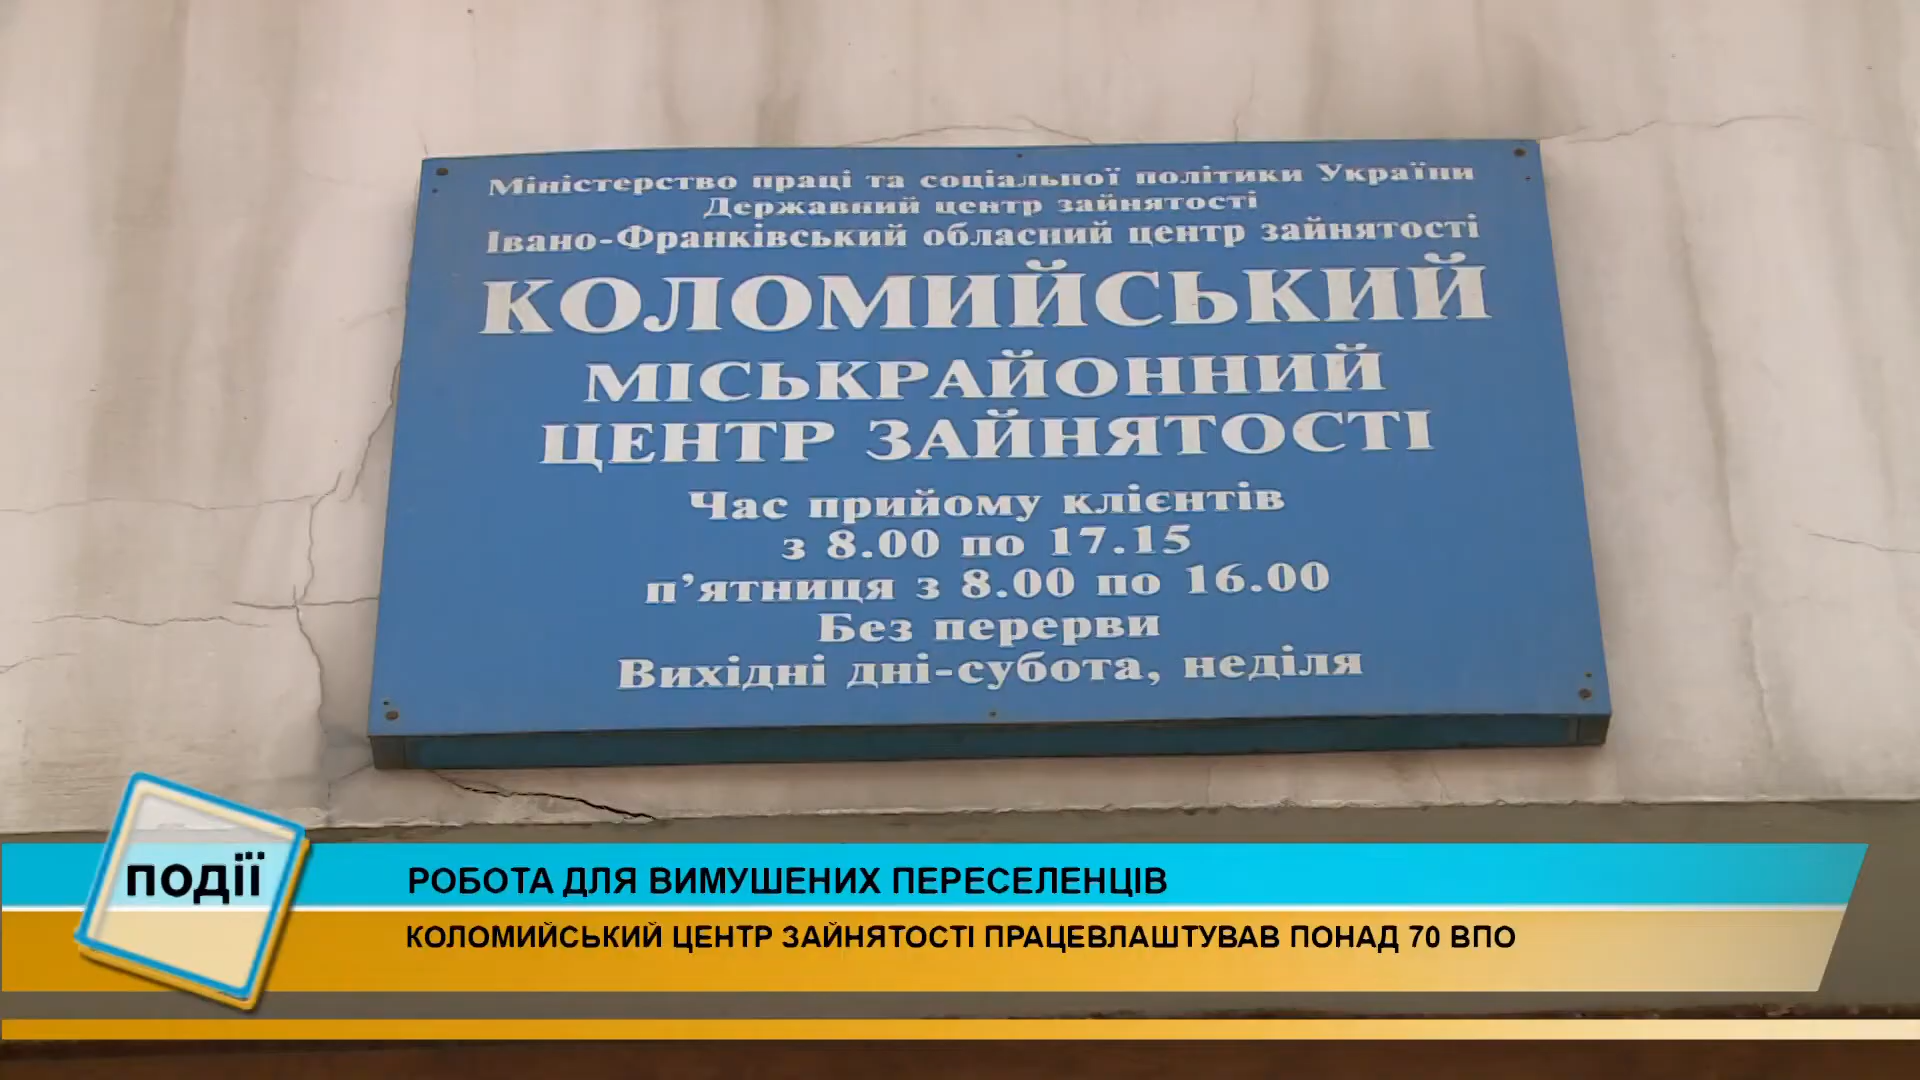 Міністерство праці та соціальної політики України
Державний центр зайнятості
Івано-Франківський обласний центр зайнятості
КОЛОМИЙСЬКИЙ
МІСЬКРАЙОННИЙ
ЦЕНТР ЗАЙНЯТОСТІ
Час прийому клієнтів
з 8.00 по 17.15
п’ятниця з 8.00 по 16.00
Без перерви
Вихідні дні-субота, неділя
події
РОБОТА ДЛЯ ВИМУШЕНИХ ПЕРЕСЕЛЕНЦІВ
КОЛОМИЙСЬКИЙ ЦЕНТР ЗАЙНЯТОСТІ ПРАЦЕВЛАШТУВАВ ПОНАД 70 ВПО